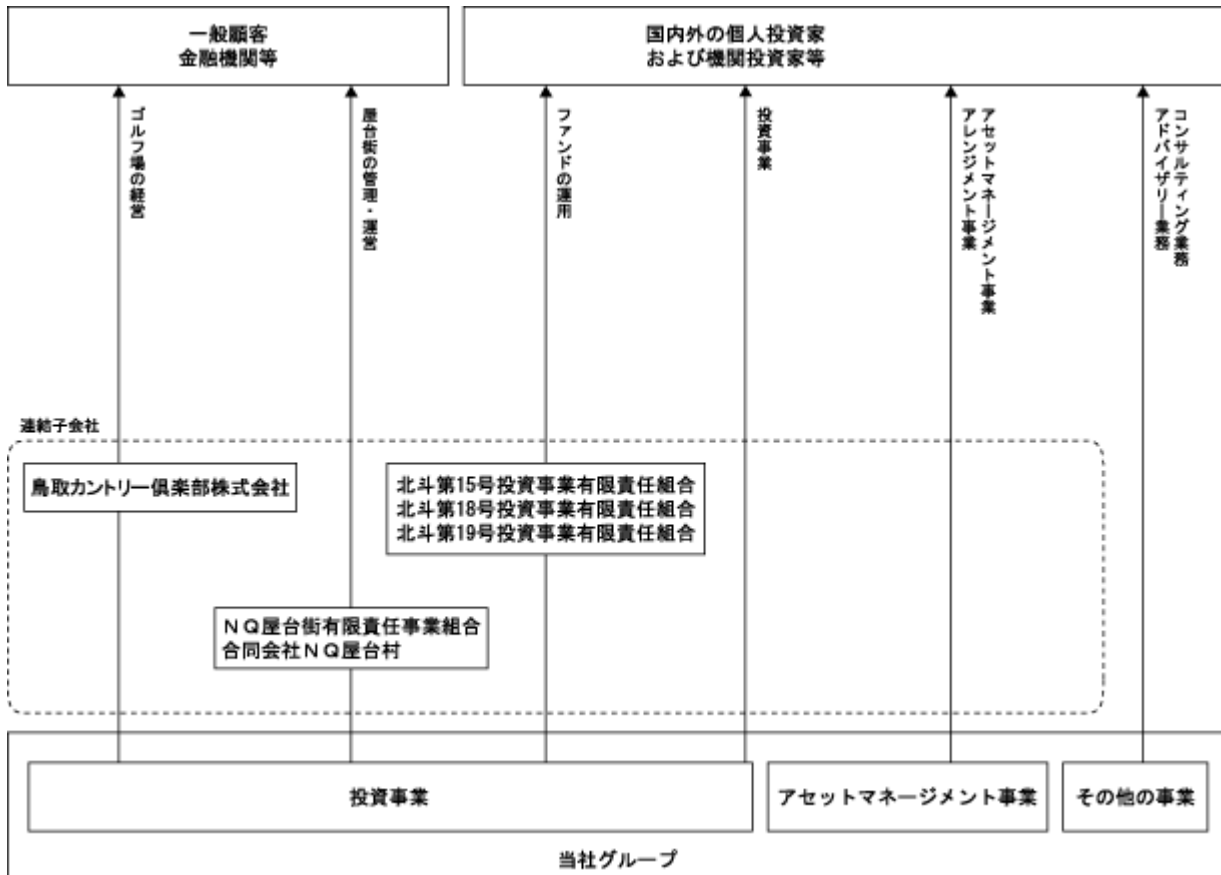 一般顧客
金融機関等
国内外の個人投資家
および機関投資家等
ゴルフ場の経営
屋台街の管理・運営
ファンドの運用
投資事業
アセットマネージメント事業
アレンジメント事業
コンサルティング業務
アドバイザリー業務
連結子会社
鳥取カントリー倶楽部株式会社
北斗第15号投資事業有限責任組合
北斗第18号投資事業有限責任組合
北斗第19号投資事業有限責任組合
ＮＱ屋台街有限責任事業組合
合同会社ＮＱ屋台村
投資事業
アセットマネージメント事業
その他の事業
当社グループ